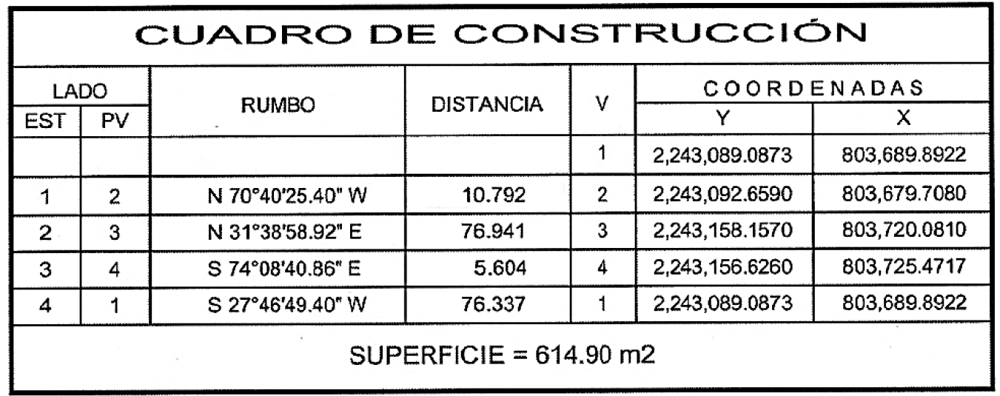 CUADRO DE CONSTRUCCIÓN
LADO RUMBO DISTANCIA V COORDENADAS
EST PV Y X
1 2,243,089.0873 803,689.8922
1 2 N 70°40'25.40" W 10.792 2 2,243,092.6590 803,679.7080
2 3 N 31°38'58.92" E 76.941 3 2,243,158.1570 803,720.0810
3 4 S 74°08'40.86" E 5.604 4 2,243,156.6260 803,725.4717
4 1 S 27°46'49.40" W 76.337 1 2,243,089.0873 803,689.8922
SUPERFICIE = 614.90 m2